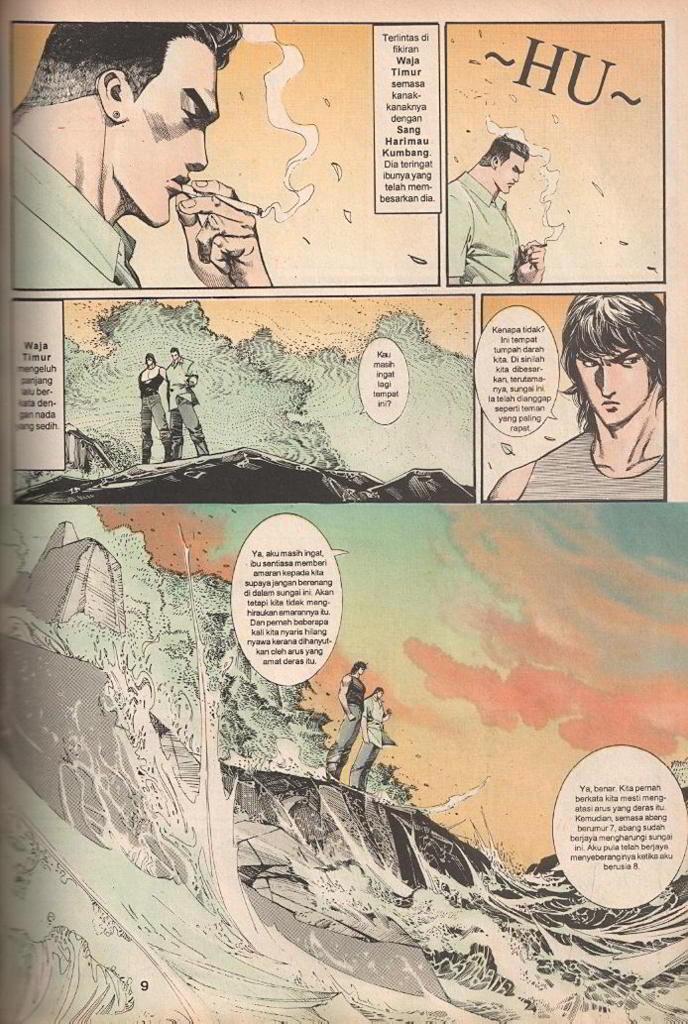 Terlintas di
fikiran
Waja
Timur
semasa
kanak-
kanaknya
dengan
Sang
Harimau
Kumbang.
Dia teringat
ibunya yang
telah mem-
besarkan dia.
~HU~
Waja
Timur
mengeluh
panjang
lalu ber-
kata den-
gan nada
yang sedih.
Kau
masih
ingat
lagi
tempat
ini?
Kenapa tidak?
Ini tempat
tumpah darah
kita. Di sinilah
kita dibesar-
kan, terutama-
nya, sungai ini.
Ia telah dianggap
seperti teman
yang paling
rapat.
Ya, aku masih ingat,
ibu sentiasa memberi
amaran kepada kita
supaya jangan berenang
di dalam sungai ini. Akan
tetapi kita tidak meng-
hiraukan amarannya itu.
Dan pernah beberapa
kali kita nyaris hilang
nyawa kerana dihanyut-
kan oleh arus yang
amat deras itu.
Ya, benar. Kita pernah
berkata kita mesti meng-
atasi arus yang deras itu.
Kemudian, semasa abang
berumur 7, abang sudah
berjaya mengharungi sungai
ini. Aku pula telah berjaya
menyeberanginya ketika aku
berusia 8.
9